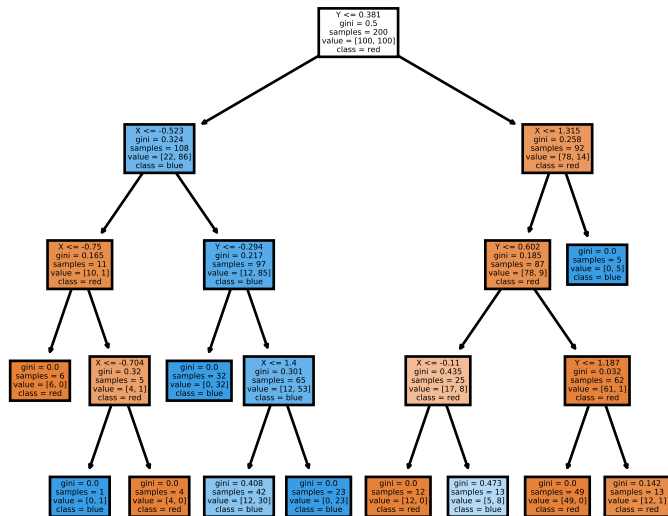 Y <= 0.381
gini = 0.5
samples = 200
value = [100, 100]
class = red
X <= -0.523
gini = 0.324
samples = 108
value = [22, 86]
class = blue
X <= 1.315
gini = 0.258
samples = 92
value = [78, 14]
class = red
X <= -0.75
gini = 0.165
samples = 11
value = [10, 1]
class = red
Y <= -0.294
gini = 0.217
samples = 97
value = [12, 85]
class = blue
Y <= 0.602
gini = 0.185
samples = 87
value = [78, 9]
class = red
gini = 0.0
samples = 5
value = [0, 5]
class = blue
gini = 0.0
samples = 6
value = [6, 0]
class = red
X <= -0.704
gini = 0.32
samples = 5
value = [4, 1]
class = red
gini = 0.0
samples = 32
value = [0, 32]
class = blue
X <= 1.4
gini = 0.301
samples = 65
value = [12, 53]
class = blue
X <= -0.11
gini = 0.435
samples = 25
value = [17, 8]
class = red
Y <= 1.187
gini = 0.032
samples = 62
value = [61, 1]
class = red
gini = 0.0
samples = 1
value = [0, 1]
class = blue
gini = 0.0
samples = 4
value = [4, 0]
class = red
gini = 0.408
samples = 42
value = [12, 30]
class = blue
gini = 0.0
samples = 23
value = [0, 23]
class = blue
gini = 0.0
samples = 12
value = [12, 0]
class = red
gini = 0.473
samples = 13
value = [5, 8]
class = blue
gini = 0.0
samples = 49
value = [49, 0]
class = red
gini = 0.142
samples = 13
value = [12, 1]
class = red